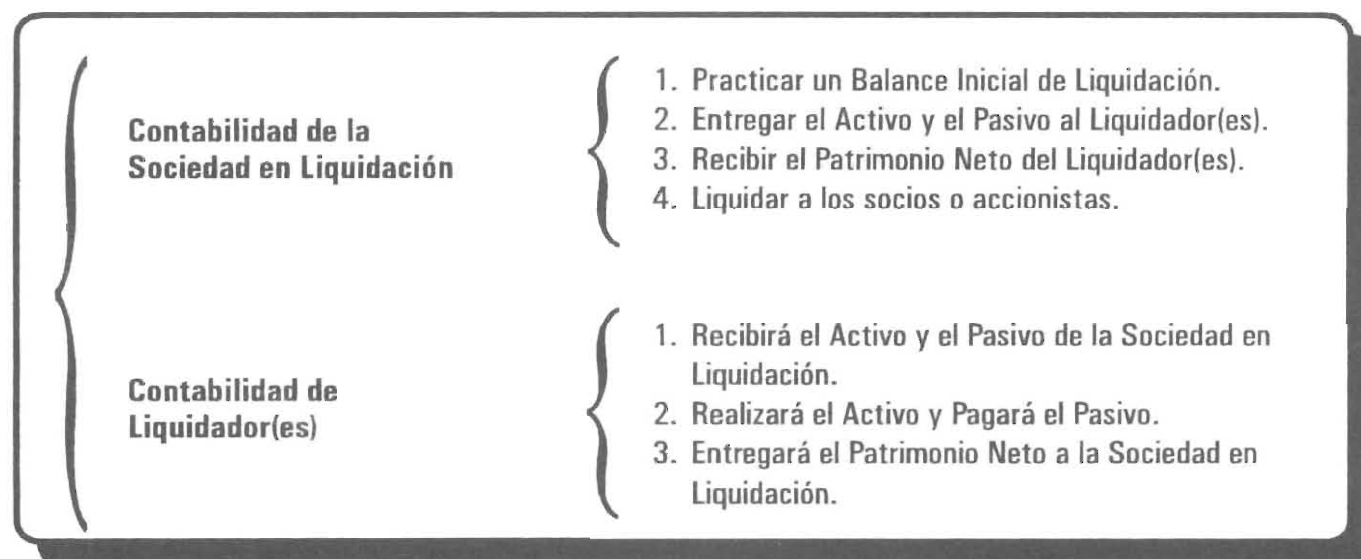 Contabilidad de la
Sociedad en Liquidación
1. Practicar un Balance Inicial de Liquidación.
2. Entregar el Activo y el Pasivo al Liquidador(es).
3. Recibir el Patrimonio Neto del Liquidador(es).
4. Liquidar a los socios o accionistas.
Contabilidad de
Liquidador(es)
1. Recibirá el Activo y el Pasivo de la Sociedad en
Liquidación.
2. Realizará el Activo y Pagará el Pasivo.
3. Entregará el Patrimonio Neto a la Sociedad en
Liquidación.